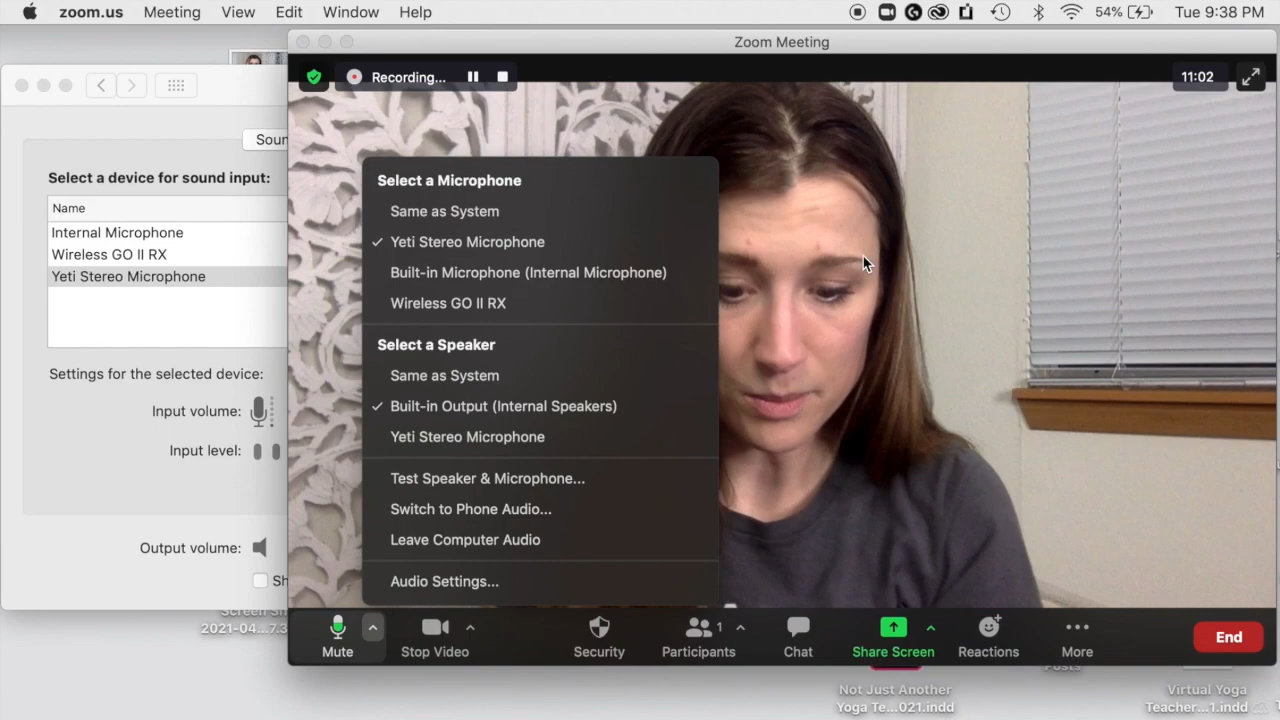 zoom.us Meeting View Edit Window Help 54% Tue 9:38 PM
Zoom Meeting
Recording... 11:02
Select a device for sound input:
Name
Internal Microphone
Wireless GO II RX
Yeti Stereo Microphone
Settings for the selected device:
Input volume:
Input level:
Output volume:
Select a Microphone
Same as System
✓ Yeti Stereo Microphone
Built-in Microphone (Internal Microphone)
Wireless GO II RX
Select a Speaker
Same as System
✓ Built-in Output (Internal Speakers)
Yeti Stereo Microphone
Test Speaker & Microphone...
Switch to Phone Audio...
Leave Computer Audio
Audio Settings...
Mute Stop Video Security Participants 1 Chat Share Screen Reactions More End
2021-04...7.3
Posts
Not Just Another
Yoga Te...021.indd
Virtual Yoga
Teacher...1.indd